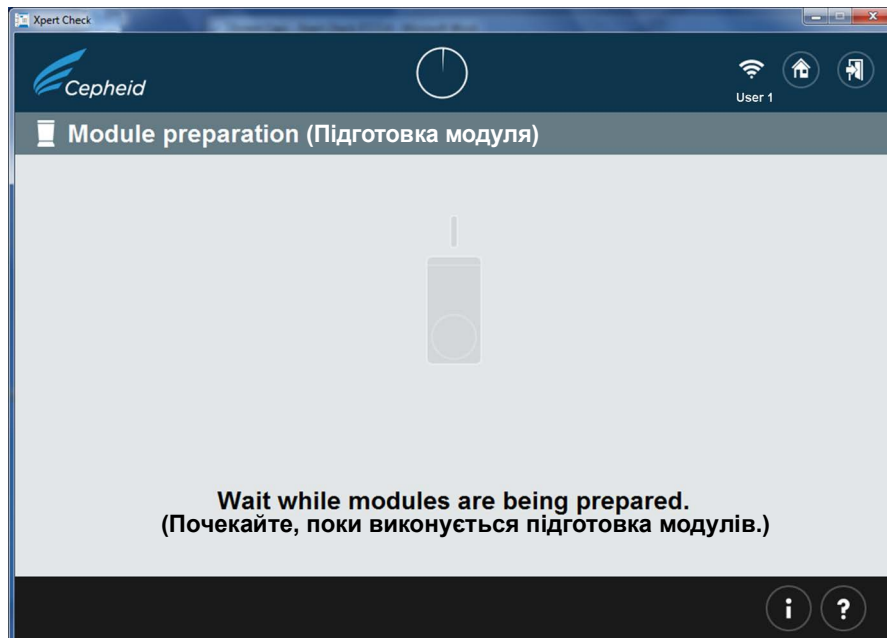 Xpert Check
Cepheid
User 1
Module preparation (Підготовка модуля)
Wait while modules are being prepared.
(Почекайте, поки виконується підготовка модулів.)
i ?